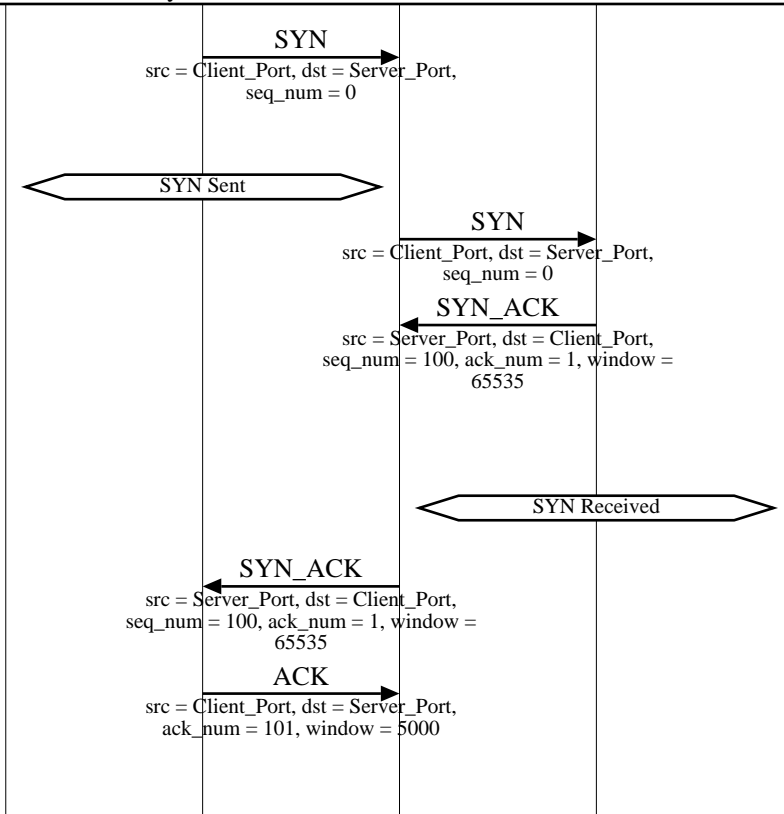 SYN
src = Client_Port, dst = Server_Port,
seq_num = 0
SYN Sent
SYN
src = Client_Port, dst = Server_Port,
seq_num = 0
SYN_ACK
src = Server_Port, dst = Client_Port,
seq_num = 100, ack_num = 1, window =
65535
SYN Received
SYN_ACK
src = Server_Port, dst = Client_Port,
seq_num = 100, ack_num = 1, window =
65535
ACK
src = Client_Port, dst = Server_Port,
ack_num = 101, window = 5000